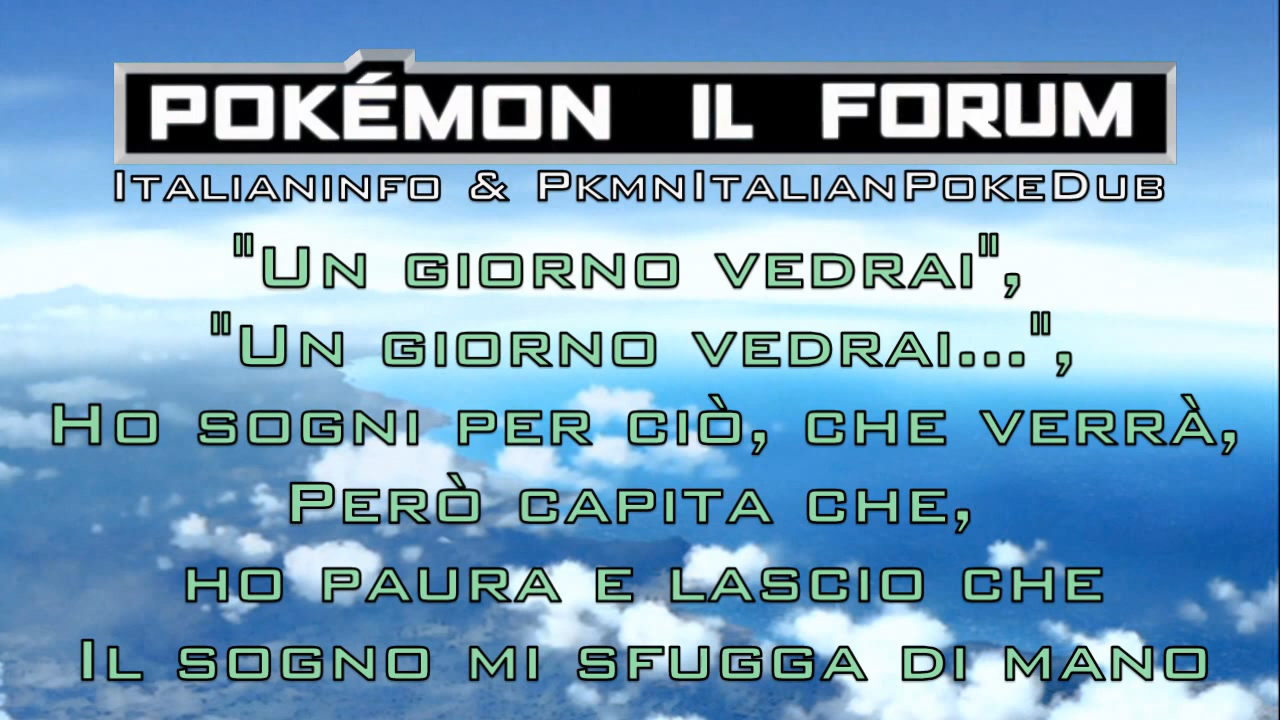 POKÉMON IL FORUM
Italianinfo & PkmnItalianPokeDub
"Un giorno vedrai",
"Un giorno vedrai...",
Ho sogni per ciò, che verrà,
Però capita che,
ho paura e lascio che
Il sogno mi sfugga di mano